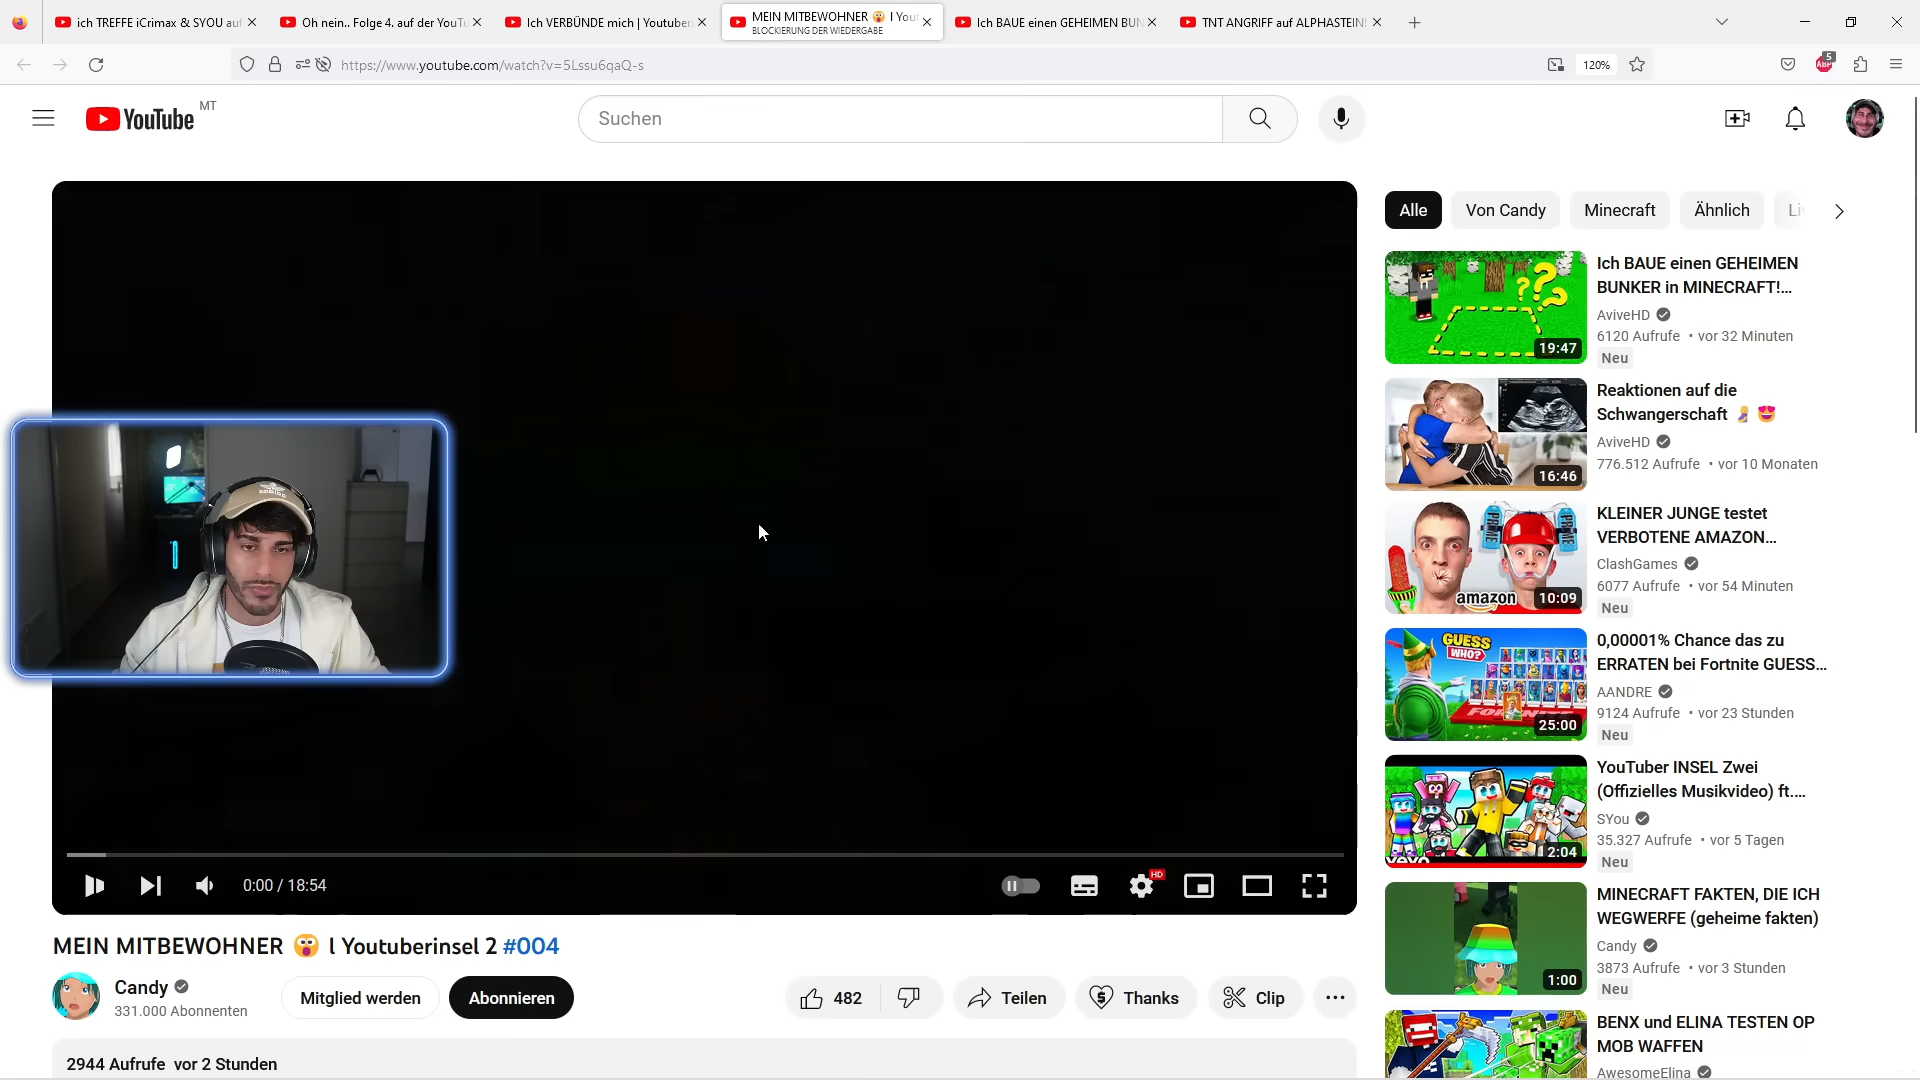 ich TREFFE iCrimax & SYOU auf
Oh nein.. Folge 4. auf der YouTu
Ich VERBÜNDE mich | Youtuber
MEIN MITBEWOHNER 😲 l You
BLOCKIERUNG DER WIEDERGABE
Ich BAUE einen GEHEIMEN BUN
TNT ANGRIFF auf ALPHASTEIN!
https://www.youtube.com/watch?v=5Lssu6qaQ-s
120%
ABP
5
YouTube
MT
Suchen
Alle
Von Candy
Minecraft
Ähnlich
Li
Ich BAUE einen GEHEIMEN
BUNKER in MINECRAFT!...
AviveHD
6120 Aufrufe • vor 32 Minuten
Neu
19:47
Reaktionen auf die
Schwangerschaft 🤱 😍
AviveHD
776.512 Aufrufe • vor 10 Monaten
16:46
KLEINER JUNGE testet
VERBOTENE AMAZON...
ClashGames
6077 Aufrufe • vor 54 Minuten
Neu
PRIME
PRIME
amazon
10:09
0,00001% Chance das zu
ERRATEN bei Fortnite GUESS...
AANDRE
9124 Aufrufe • vor 23 Stunden
Neu
GUESS
WHO?
25:00
YouTuber INSEL Zwei
(Offizielles Musikvideo) ft....
SYou
35.327 Aufrufe • vor 5 Tagen
Neu
vevo
2:04
MINECRAFT FAKTEN, DIE ICH
WEGWERFE (geheime fakten)
Candy
3873 Aufrufe • vor 3 Stunden
Neu
1:00
BENX und ELINA TESTEN OP
MOB WAFFEN
AwesomeElina
0:00 / 18:54
HD
MEIN MITBEWOHNER 😲 l Youtuberinsel 2 #004
Candy
331.000 Abonnenten
Mitglied werden
Abonnieren
482
Teilen
Thanks
Clip
2944 Aufrufe vor 2 Stunden